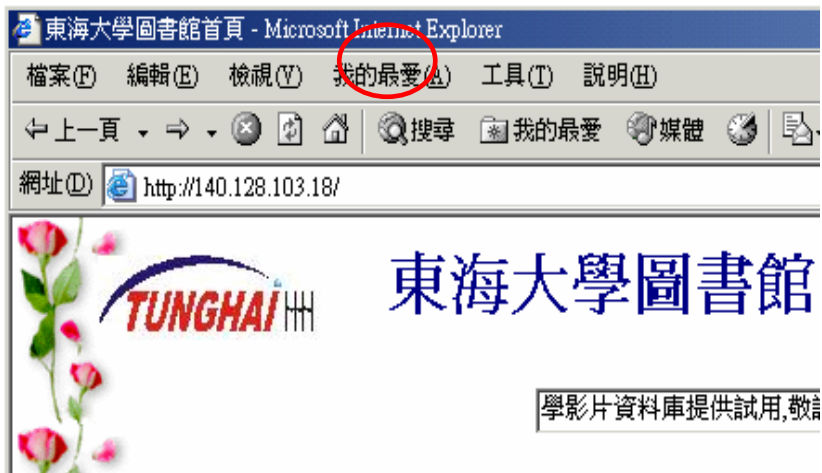 東海大學圖書館首頁 - Microsoft Internet Explorer
檔案(F) 編輯(E) 檢視(V) 我的最愛(A) 工具(T) 說明(H)
上一頁 搜尋 我的最愛 媒體
網址(D) http://140.128.103.18/
TUNGHAI 東海大學圖書館
學影片資料庫提供試用,敬